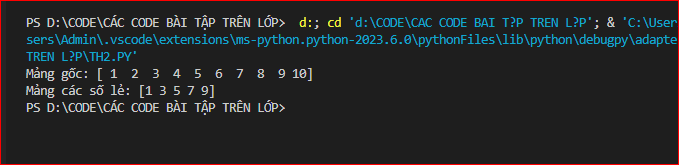 PS D:\CODE\CÁC CODE BÀI TẬP TRÊN LỚP>  d:; cd 'd:\CODE\CAC CODE BAI T?P TREN L?P'; & 'C:\User
sers\Admin\.vscode\extensions\ms-python.python-2023.6.0\pythonFiles\lib\python\debugpy\adapte
TREN L?P\TH2.PY'
Mảng gốc: [ 1  2  3  4  5  6  7  8  9 10]
Mảng các số lẻ: [1 3 5 7 9]
PS D:\CODE\CÁC CODE BÀI TẬP TRÊN LỚP>